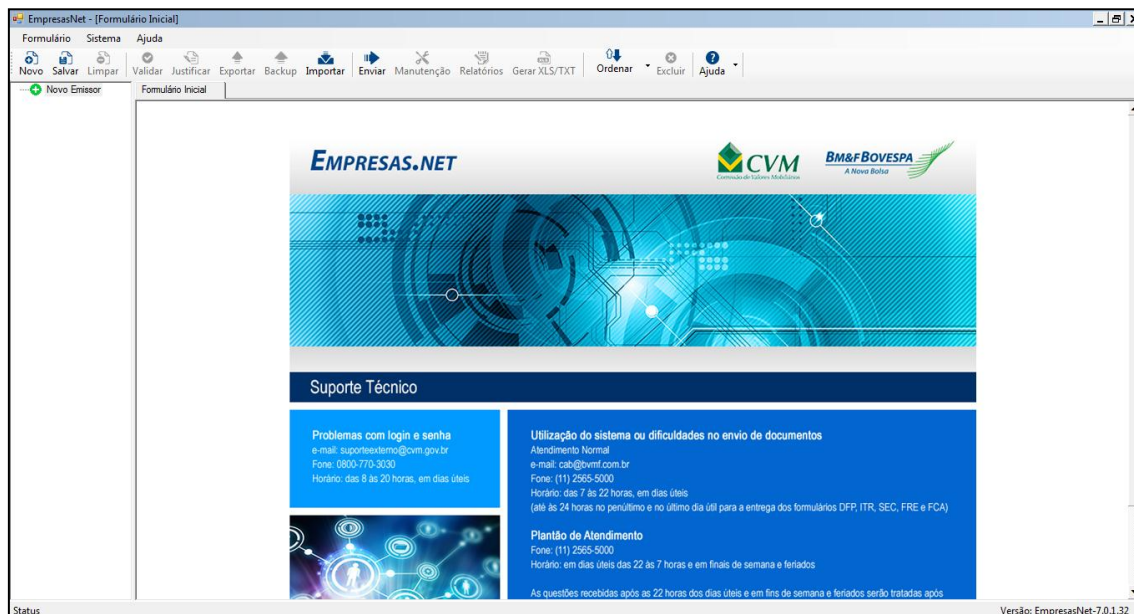 EmpresasNet - [Formulário Inicial]
Formulário Sistema Ajuda
Novo Salvar Limpar Validar Justificar Exportar Backup Importar Enviar Manutenção Relatórios Gerar XLS/TXT Ordenar Excluir Ajuda
Novo Emissor
Formulário Inicial
EMPRESAS.NET
CVM
Comissão de Valores Mobiliários
BM&FBOVESPA
A Nova Bolsa
Suporte Técnico
Problemas com login e senha
e-mail: suporteexterno@cvm.gov.br
Fone: 0800-770-3030
Horário: das 8 às 20 horas, em dias úteis
Utilização do sistema ou dificuldades no envio de documentos
Atendimento Normal
e-mail: cab@bvmf.com.br
Fone: (11) 2565-5000
Horário: das 7 às 22 horas, em dias úteis
(até às 24 horas no penúltimo e no último dia útil para a entrega dos formulários DFP, ITR, SEC, FRE e FCA)
Plantão de Atendimento
Fone: (11) 2565-5000
Horário: em dias úteis das 22 às 7 horas e em finais de semana e feriados
As questões recebidas após as 22 horas dos dias úteis e em fins de semana e feriados serão tratadas após
Status
Versão: EmpresasNet-7.0.1.32